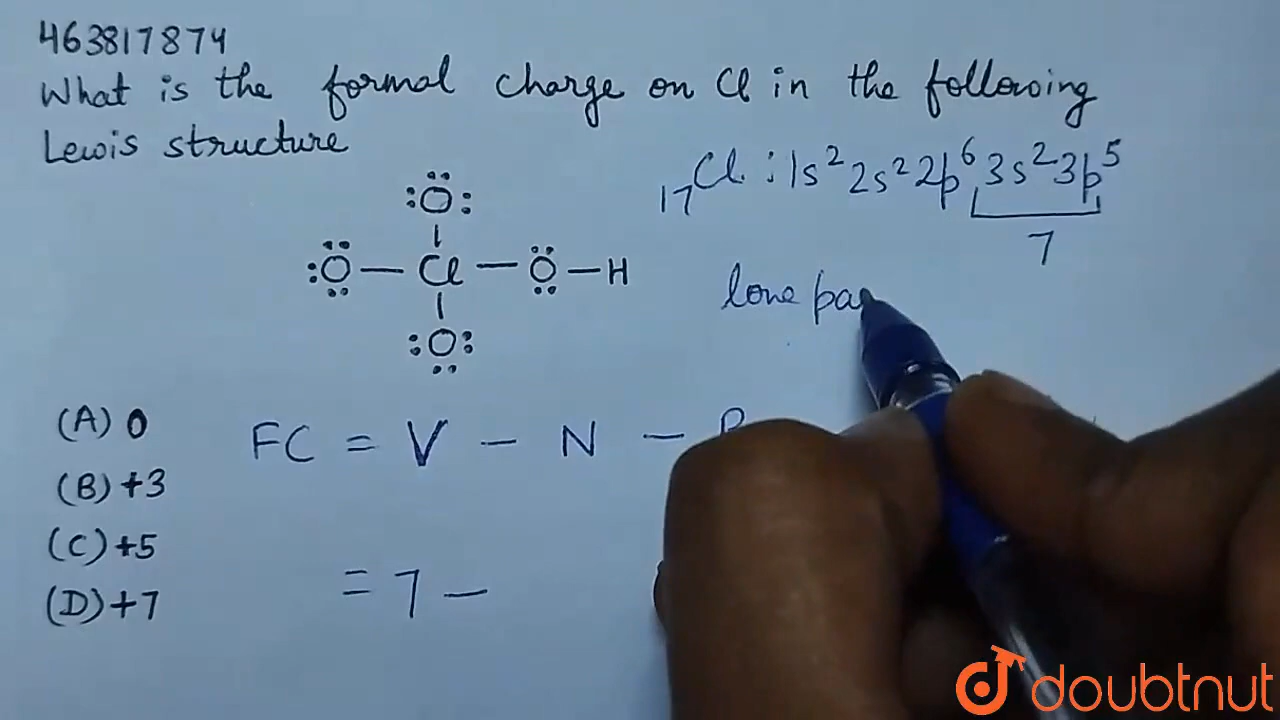 463817874
What is the formal charge on Cl in the following
Lewis structure
₁₇Cl : 1s² 2s² 2p⁶ 3s² 3p⁵
7
:Ö:
:Ö — Cl — Ö — H
:O:
lone pa
(A) 0
(B) +3
(C) +5
(D) +7
FC = V — N —
= 7 —
doubtnut